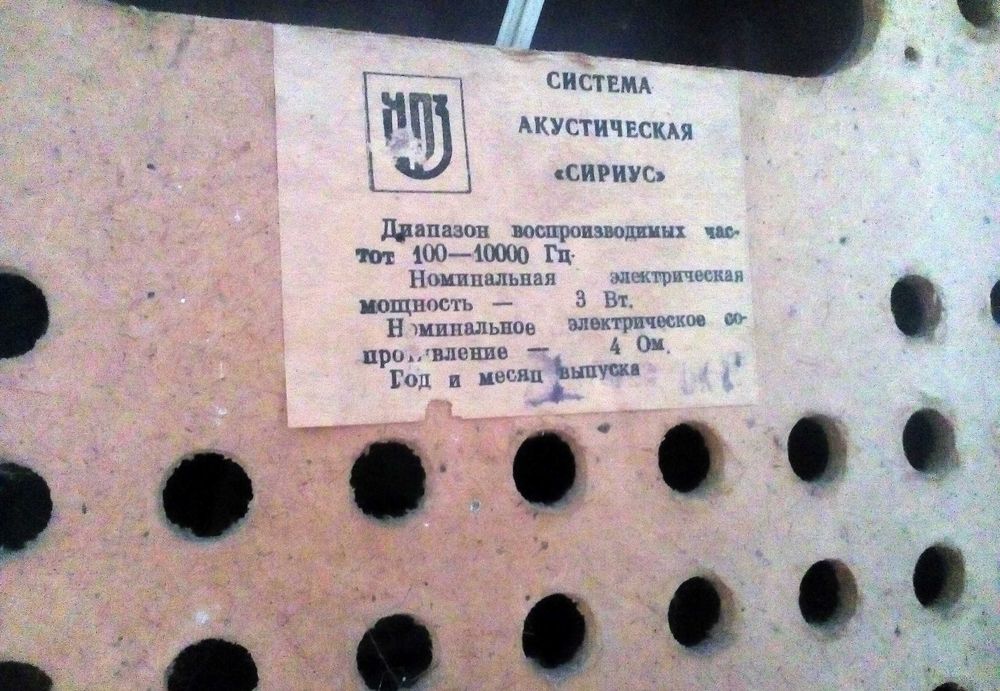 СИСТЕМА
АКУСТИЧЕСКАЯ
«СИРИУС»
Диапазон воспроизводимых час-
тот 100—10000 Гц.
Номинальная электрическая
мощность — 3 Вт.
Номинальное электрическое со-
противление — 4 Ом.
Год и месяц выпуска